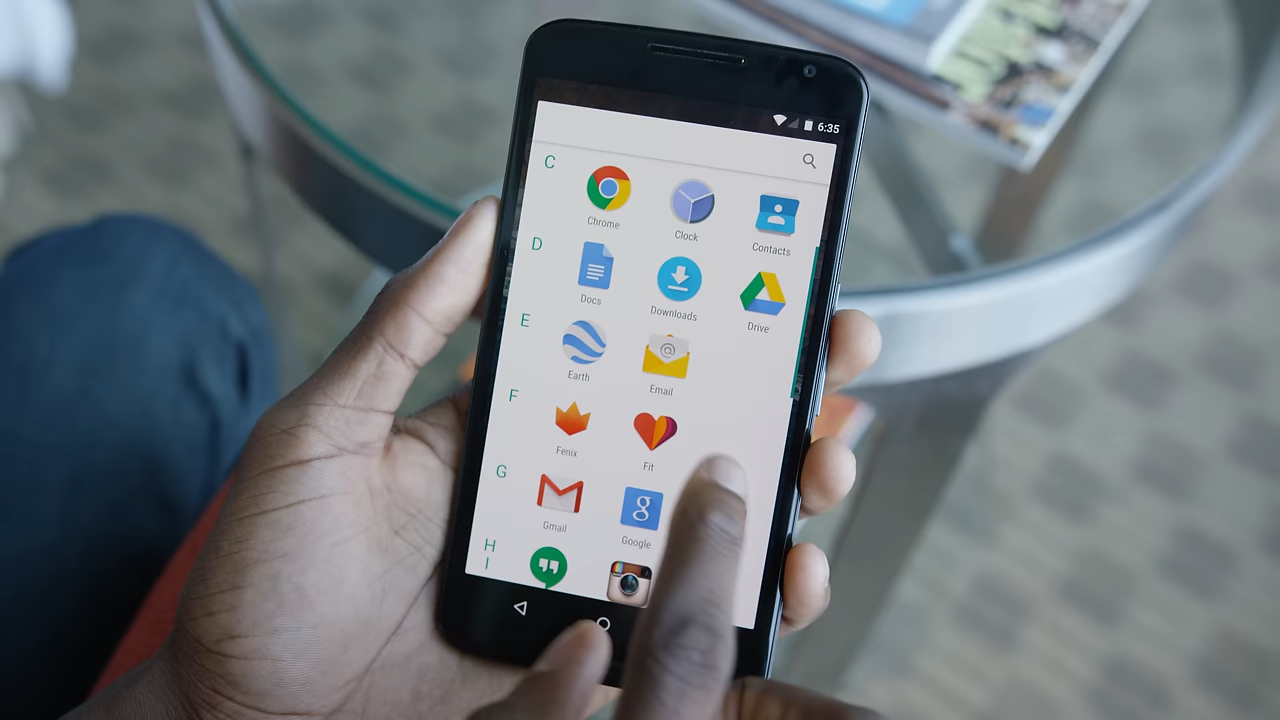 6:35
C
Chrome
Clock
Contacts
D
Docs
Downloads
Drive
E
Earth
@
Email
F
Fenix
Fit
G
Gmail
g
Google
H
I